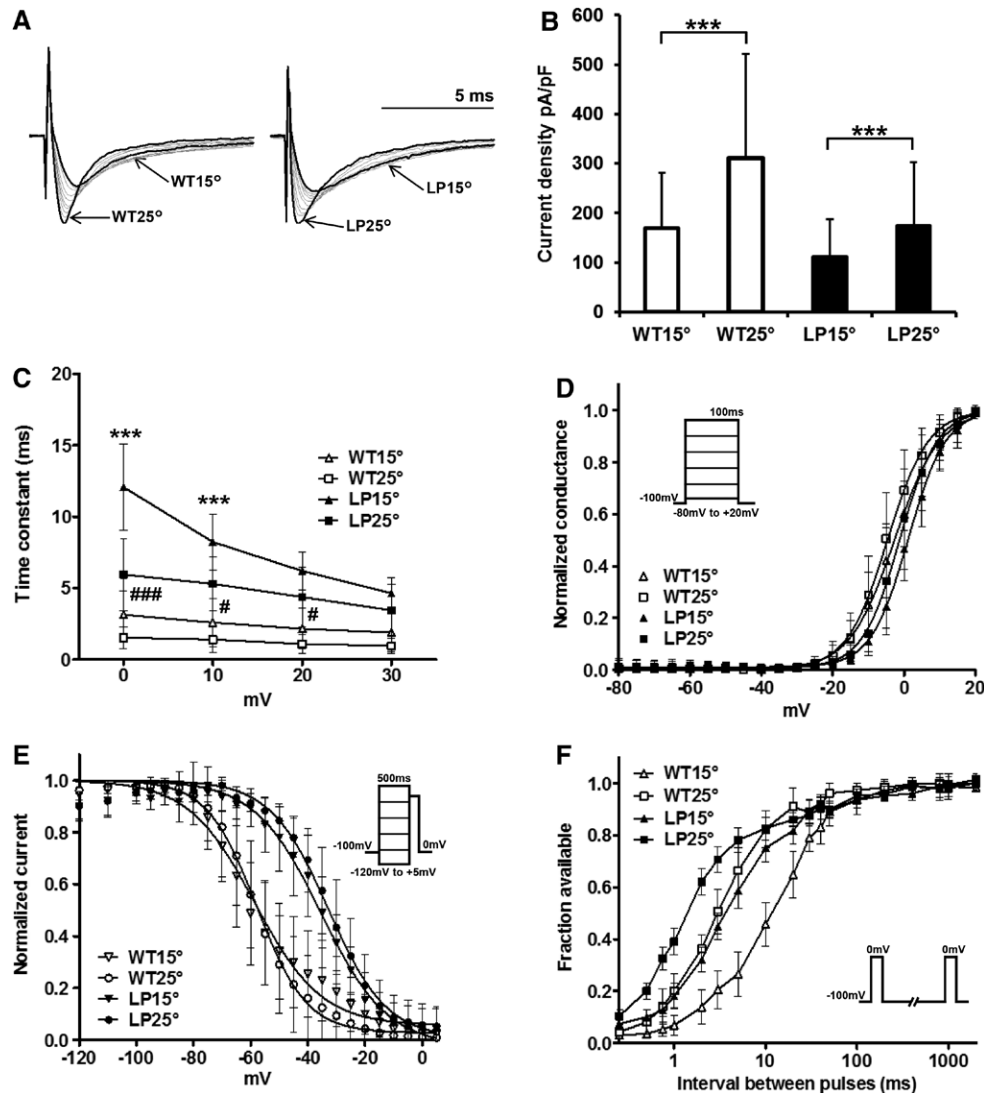 A
5 ms
WT15°
WT25°
LP15°
LP25°
B
Current density pA/pF
600
500
400
300
200
100
0
***
***
WT15°
WT25°
LP15°
LP25°
C
Time constant (ms)
20
15
10
5
0
***
***
###
#
#
WT15°
WT25°
LP15°
LP25°
0
10
20
30
mV
D
Normalized conductance
1.0
0.8
0.6
0.4
0.2
0.0
100ms
-100mV
-80mV to +20mV
WT15°
WT25°
LP15°
LP25°
-80
-60
-40
-20
0
20
mV
E
Normalized current
1.0
0.8
0.6
0.4
0.2
0.0
500ms
-100mV
0mV
-120mV to +5mV
WT15°
WT25°
LP15°
LP25°
-120
-100
-80
-60
-40
-20
0
mV
F
Fraction available
1.0
0.8
0.6
0.4
0.2
0.0
WT15°
WT25°
LP15°
LP25°
0mV
0mV
-100mV
1
10
100
1000
Interval between pulses (ms)